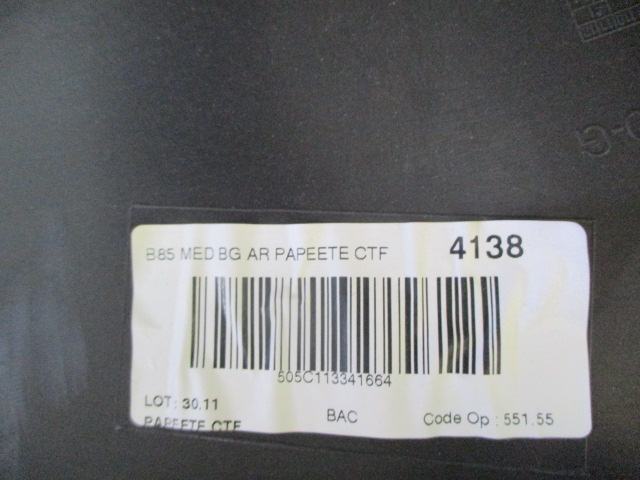 B85 MED BG AR PAPEETE CTF 4138
505C113341664
LOT: 30.11
BAC
Code Op : 551.55
PAPEETE CTF